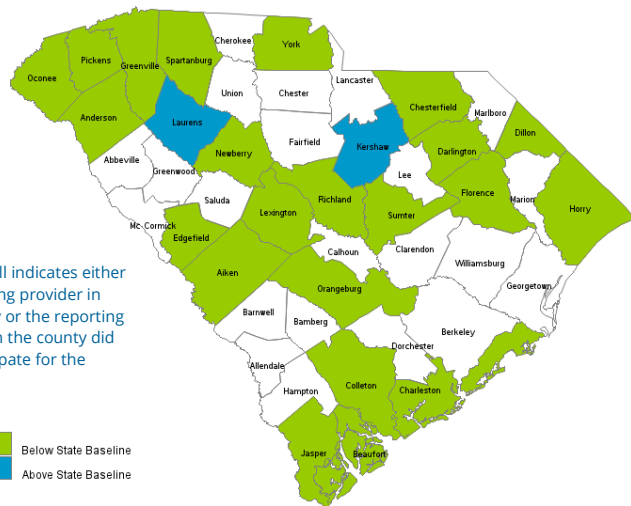 Cherokee
York
Spartanburg
Pickens
Greenville
Oconee
Lancaster
Union
Chester
Chesterfield
Marlboro
Anderson
Laurens
Dillon
Fairfield
Kershaw
Darlington
Newberry
Abbeville
Greenwood
Lee
Florence
Marion
Saluda
Richland
Horry
Lexington
Sumter
Mc Cormick
Edgefield
Calhoun
Clarendon
Williamsburg
Aiken
Orangeburg
Georgetown
Barnwell
Bamberg
Berkeley
Dorchester
Allendale
Hampton
Colleton
Charleston
Jasper
Beaufort
ll indicates either
ng provider in
or the reporting
n the county did
pate for the
Below State Baseline
Above State Baseline